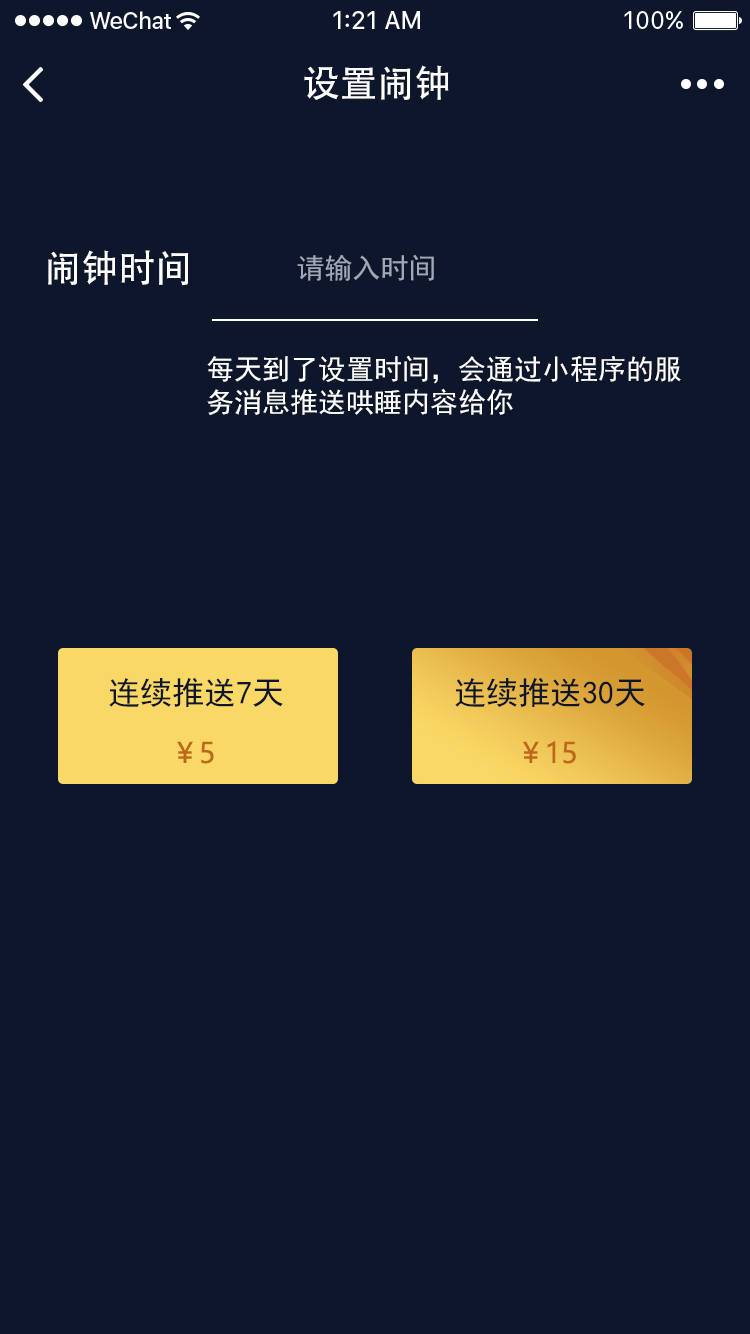 WeChat 1:21 AM 100%
设置闹钟
闹钟时间 请输入时间
每天到了设置时间，会通过小程序的服
务消息推送哄睡内容给你
连续推送7天 连续推送30天
¥5 ¥15